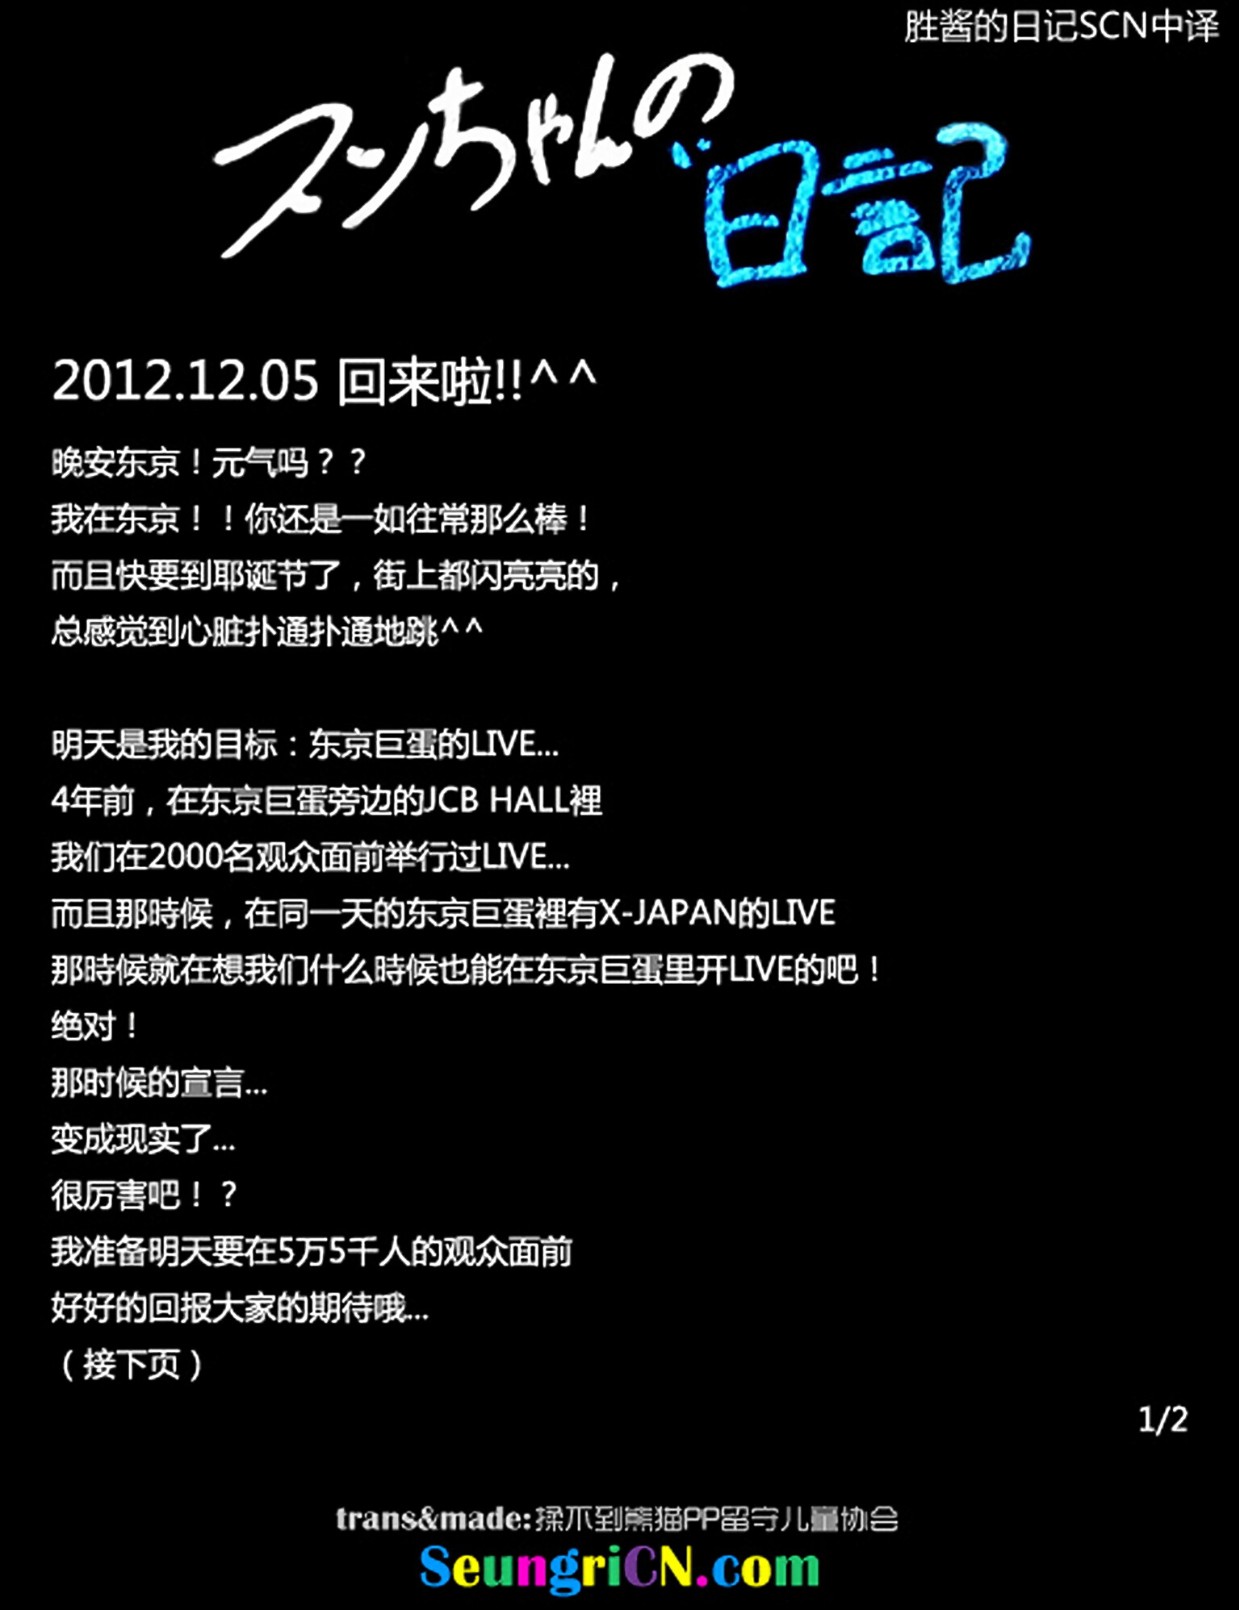 胜酱的日记SCN中译
スンちゃんの
日記
2012.12.05 回来啦!!^^
晚安东京！元气吗？？
我在东京！！你还是一如往常那么棒！
而且快要到耶诞节了，街上都闪亮亮的，
总感觉到心脏扑通扑通地跳^^
明天是我的目标：东京巨蛋的LIVE...
4年前，在东京巨蛋旁边的JCB HALL裡
我们在2000名观众面前举行过LIVE...
而且那時候，在同一天的东京巨蛋裡有X-JAPAN的LIVE
那時候就在想我们什么時候也能在东京巨蛋里开LIVE的吧！
绝对！
那时候的宣言...
变成现实了...
很厉害吧！？
我准备明天要在5万5千人的观众面前
好好的回报大家的期待哦...
（接下页）
1/2
trans&made:揉不到熊猫PP留守儿童协会
SeungriCN.com